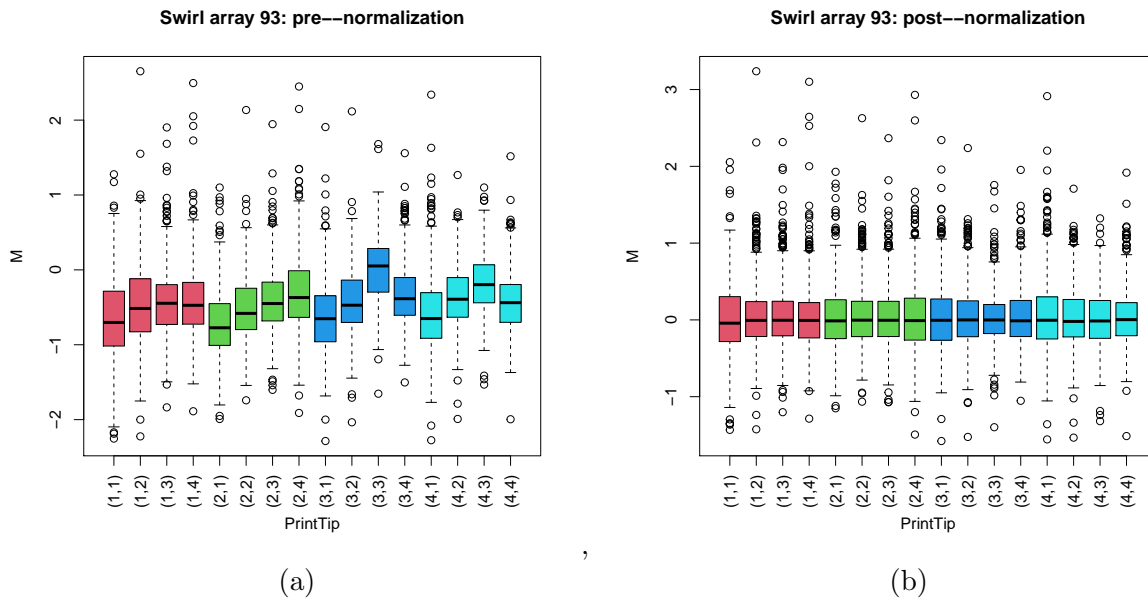 Swirl array 93: pre−−normalization
M
2
1
0
−1
−2
(1,1) (1,2) (1,3) (1,4) (2,1) (2,2) (2,3) (2,4) (3,1) (3,2) (3,3) (3,4) (4,1) (4,2) (4,3) (4,4)
PrintTip
(a)
,
Swirl array 93: post−−normalization
M
3
2
1
0
−1
(1,1) (1,2) (1,3) (1,4) (2,1) (2,2) (2,3) (2,4) (3,1) (3,2) (3,3) (3,4) (4,1) (4,2) (4,3) (4,4)
PrintTip
(b)